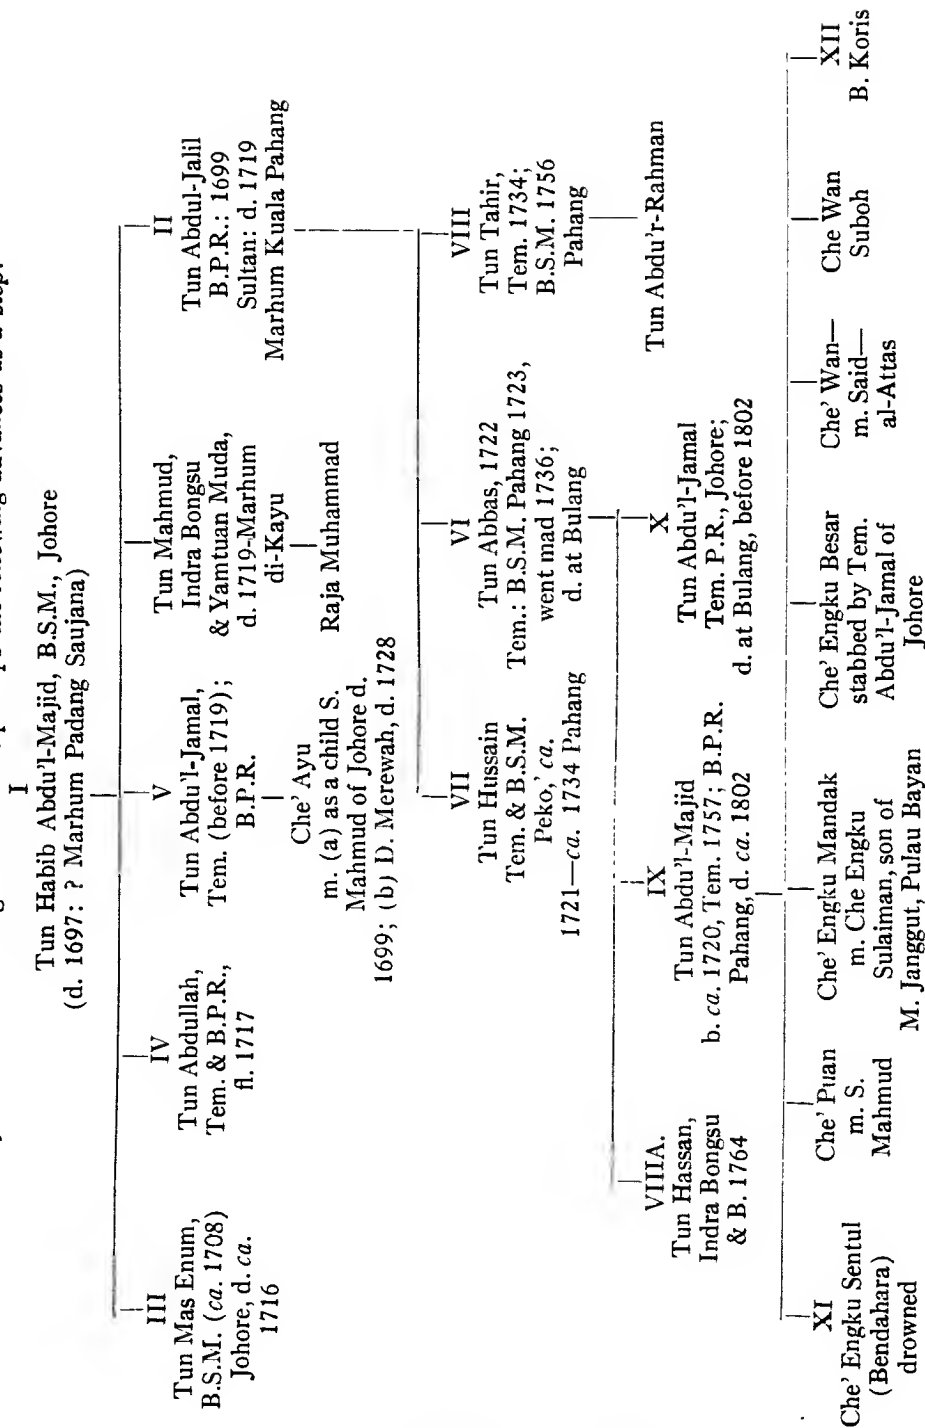 following advances as a step.
I
Tun Habib Abdu'l-Majid, B.S.M., Johore
(d. 1697: ? Marhum Padang Saujana)
III
Tun Mas Enum,
B.S.M. (ca. 1708)
Johore, d. ca.
1716
IV
Tun Abdullah,
Tem. & B.P.R.,
fl. 1717
V
Tun Abdu'l-Jamal,
Tem. (before 1719);
B.P.R.
Che' Ayu
m. (a) as a child S.
Mahmud of Johore d.
1699; (b) D. Merewah, d. 1728
Tun Mahmud,
Indra Bongsu
& Yamtuan Muda,
d. 1719-Marhum
di-Kayu
Raja Muhammad
II
Tun Abdul-Jalil
B.P.R.: 1699
Sultan: d. 1719
Marhum Kuala Pahang
VII
Tun Hussain
Tem. & B.S.M.
Peko,' ca.
1721—ca. 1734 Pahang
VI
Tun Abbas, 1722
Tem.: B.S.M. Pahang 1723,
went mad 1736;
d. at Bulang
VIII
Tun Tahir,
Tem. 1734;
B.S.M. 1756
Pahang
Tun Abdu'r-Rahman
VIIIA.
Tun Hassan,
Indra Bongsu
& B. 1764
IX
Tun Abdu'l-Majid
b. ca. 1720, Tem. 1757; B.P.R.
Pahang, d. ca. 1802
X
Tun Abdu'l-Jamal
Tem. P.R., Johore;
d. at Bulang, before 1802
XI
Che' Engku Sentul
(Bendahara)
drowned
Che' Puan
m. S.
Mahmud
Che' Engku Mandak
m. Che Engku
Sulaiman, son of
M. Janggut, Pulau Bayan
Che' Engku Besar
stabbed by Tem.
Abdu'l-Jamal of
Johore
Che' Wan—
m. Said—
al-Attas
Che Wan
Suboh
XII
B. Koris